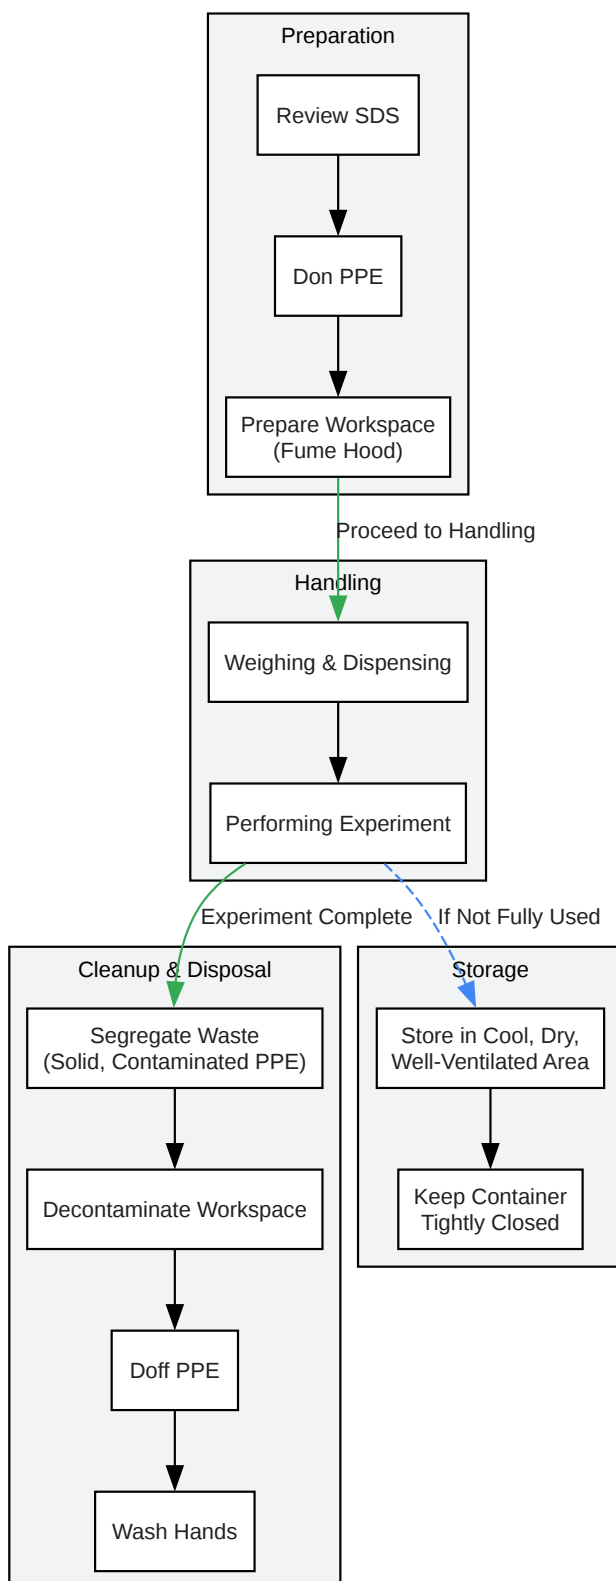 Preparation
Review SDS
Don PPE
Prepare Workspace
(Fume Hood)
Proceed to Handling
Handling
Weighing & Dispensing
Performing Experiment
Experiment Complete
If Not Fully Used
Cleanup & Disposal
Segregate Waste
(Solid, Contaminated PPE)
Decontaminate Workspace
Doff PPE
Wash Hands
Storage
Store in Cool, Dry,
Well-Ventilated Area
Keep Container
Tightly Closed